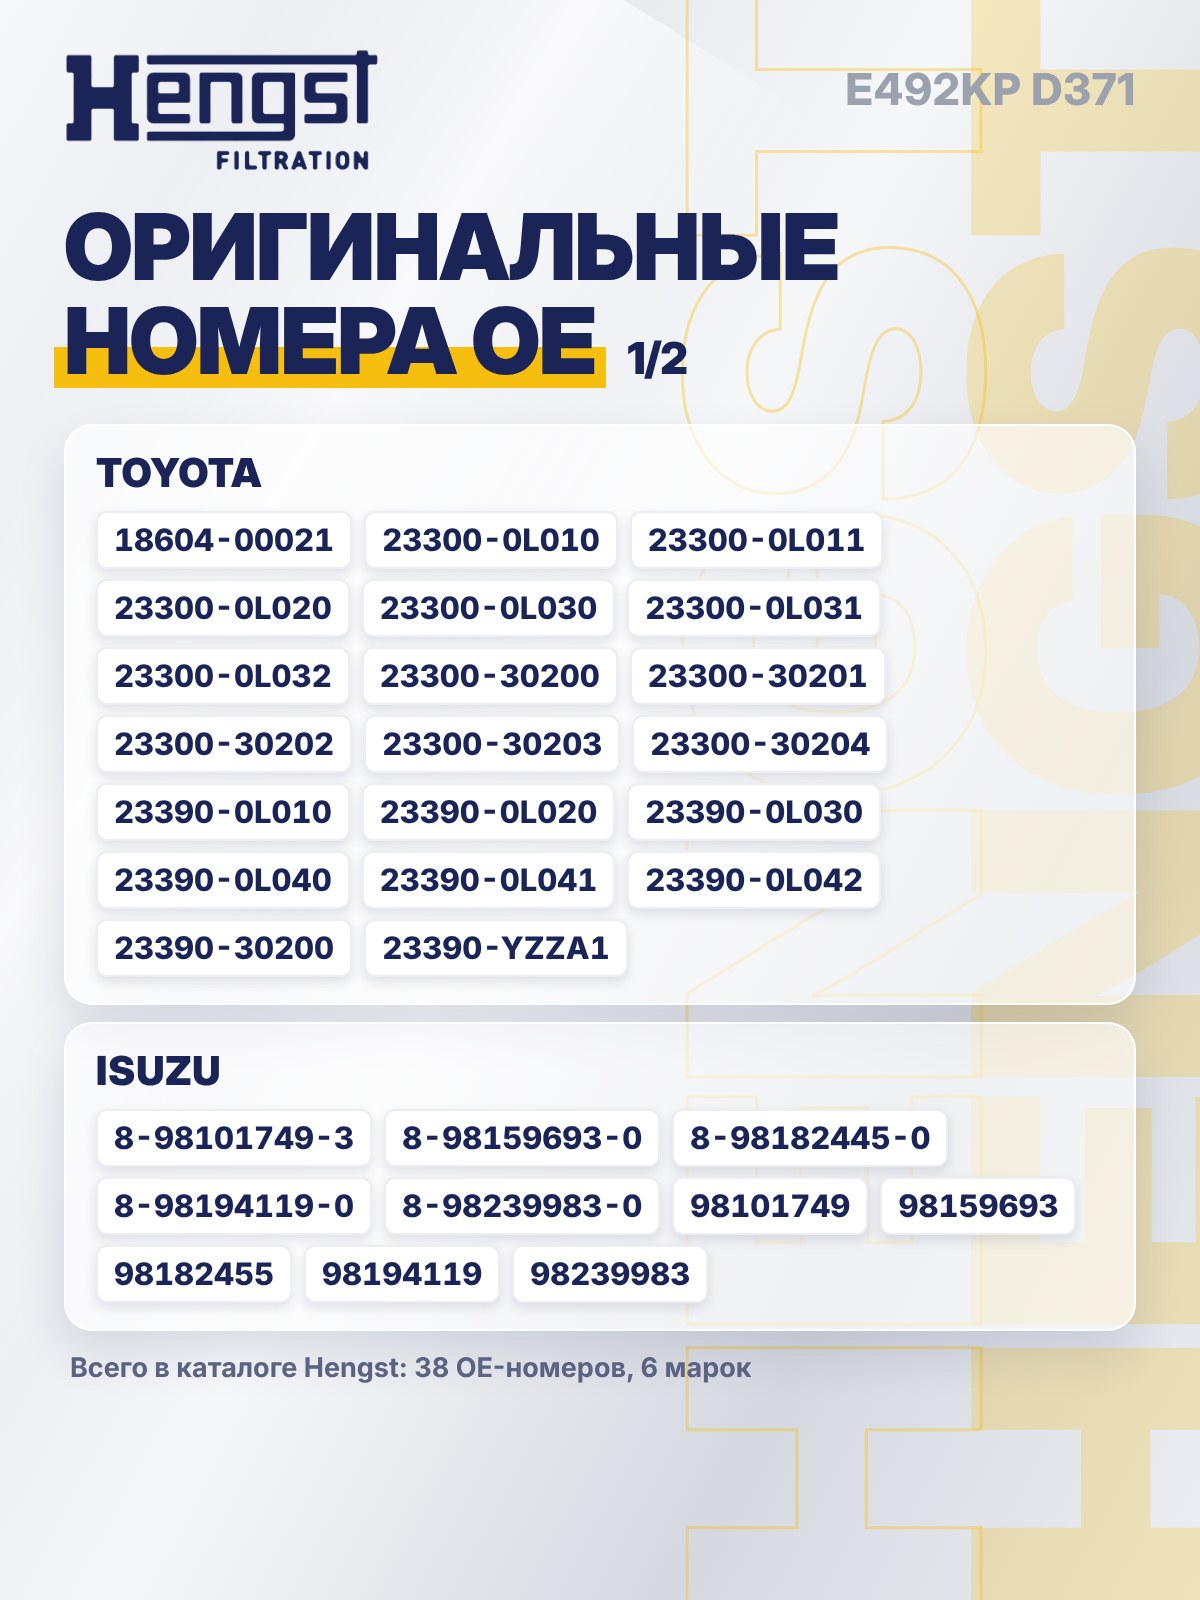 Hengst
FILTRATION
E492KP D371
ОРИГИНАЛЬНЫЕ
НОМЕРА ОЕ 1/2
TOYOTA
18604-00021 23300-0L010 23300-0L011
23300-0L020 23300-0L030 23300-0L031
23300-0L032 23300-30200 23300-30201
23300-30202 23300-30203 23300-30204
23390-0L010 23390-0L020 23390-0L030
23390-0L040 23390-0L041 23390-0L042
23390-30200 23390-YZZA1
ISUZU
8-98101749-3 8-98159693-0 8-98182445-0
8-98194119-0 8-98239983-0 98101749 98159693
98182455 98194119 98239983
Всего в каталоге Hengst: 38 ОЕ-номеров, 6 марок
HENGST
HENGST